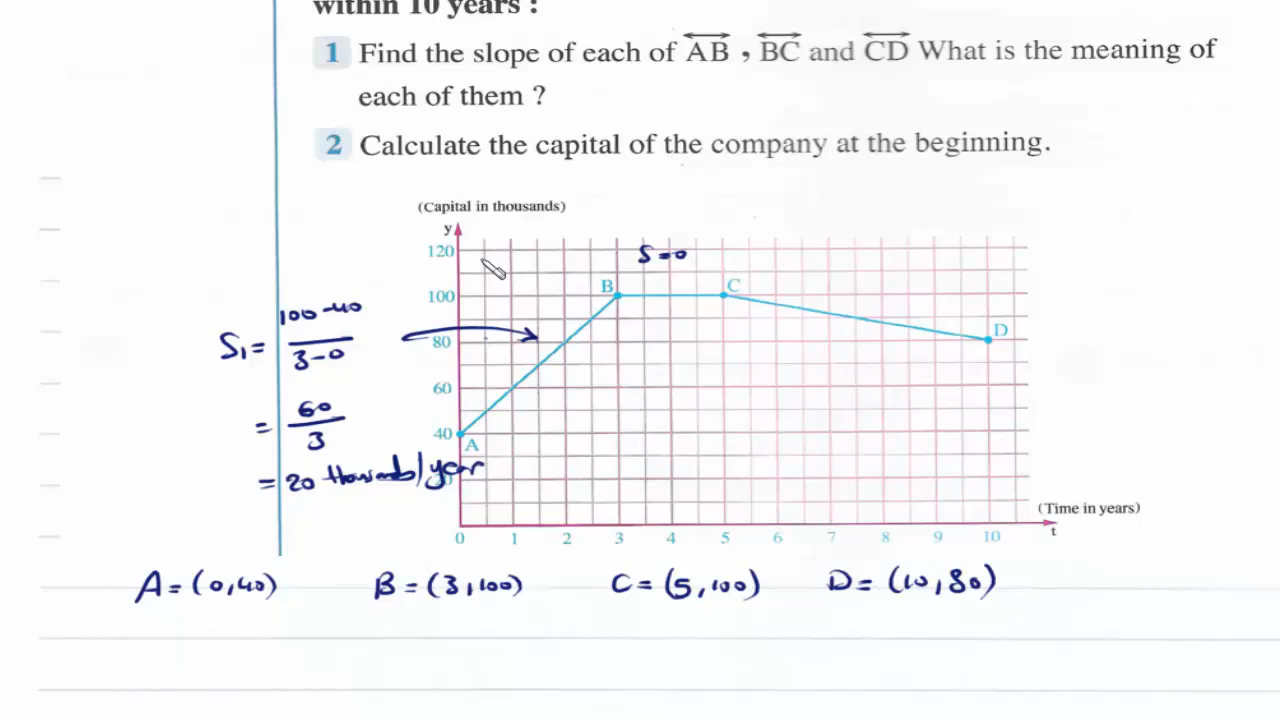 within 10 years :
1 Find the slope of each of AB , BC and CD What is the meaning of
each of them ?
2 Calculate the capital of the company at the beginning.
(Capital in thousands)
y
120
S=0
100
B
C
80
D
60
40
A
S₁ = 100-40 / 3-0
= 60 / 3
= 20 thousands/year
(Time in years)
0 1 2 3 4 5 6 7 8 9 10 t
A = (0,40) B = (3,100) C = (5,100) D = (10,80)